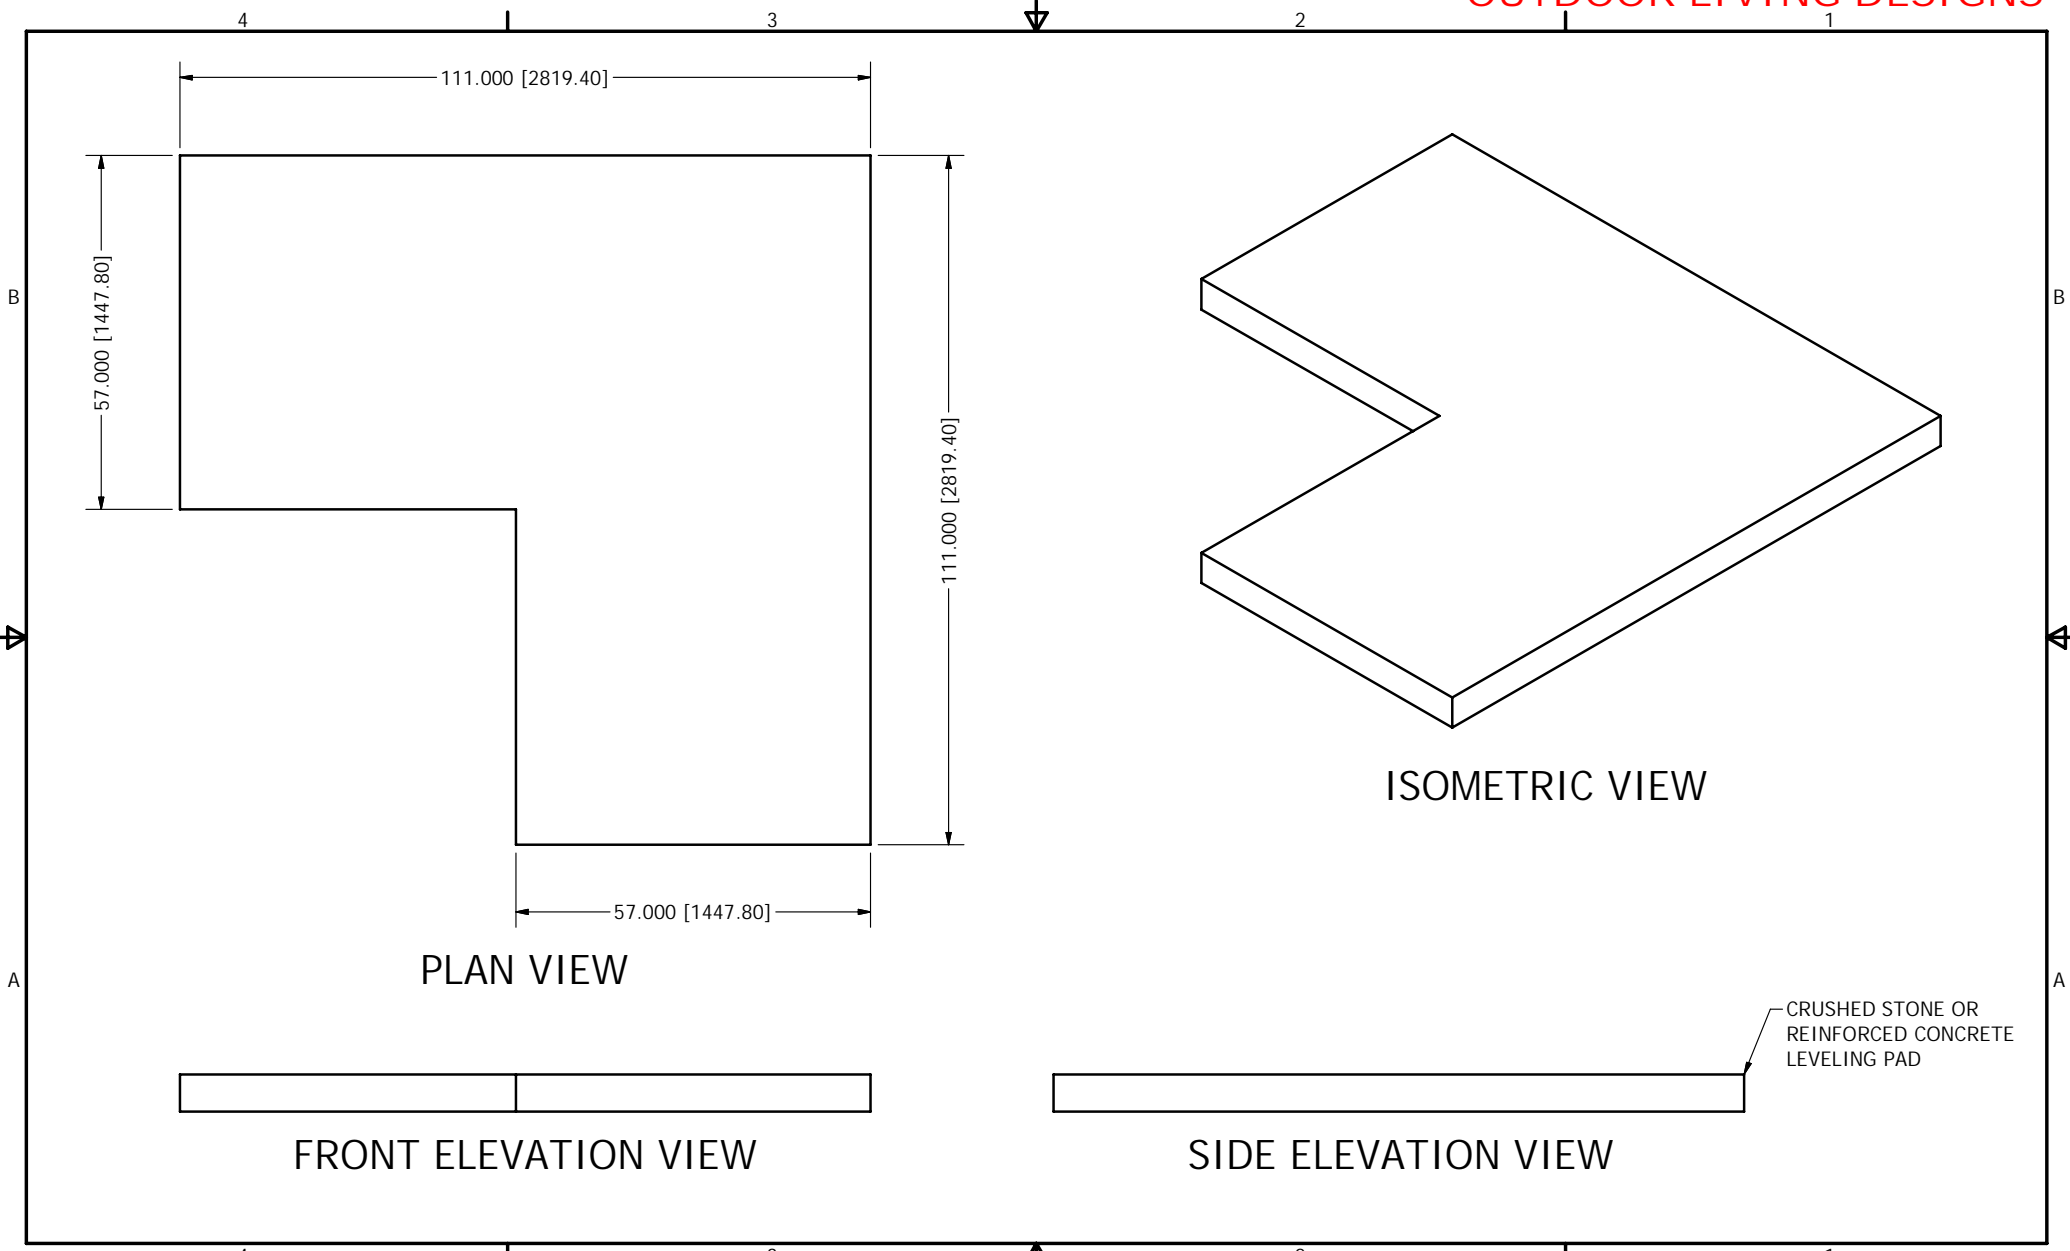 OUTDOOR LIVING DESIGNS
4 3 2 1
111.000 [2819.40]
57.000 [1447.80]
B B
111.000 [2819.40]
ISOMETRIC VIEW
57.000 [1447.80]
PLAN VIEW
A A
CRUSHED STONE OR
REINFORCED CONCRETE
LEVELING PAD
FRONT ELEVATION VIEW
SIDE ELEVATION VIEW